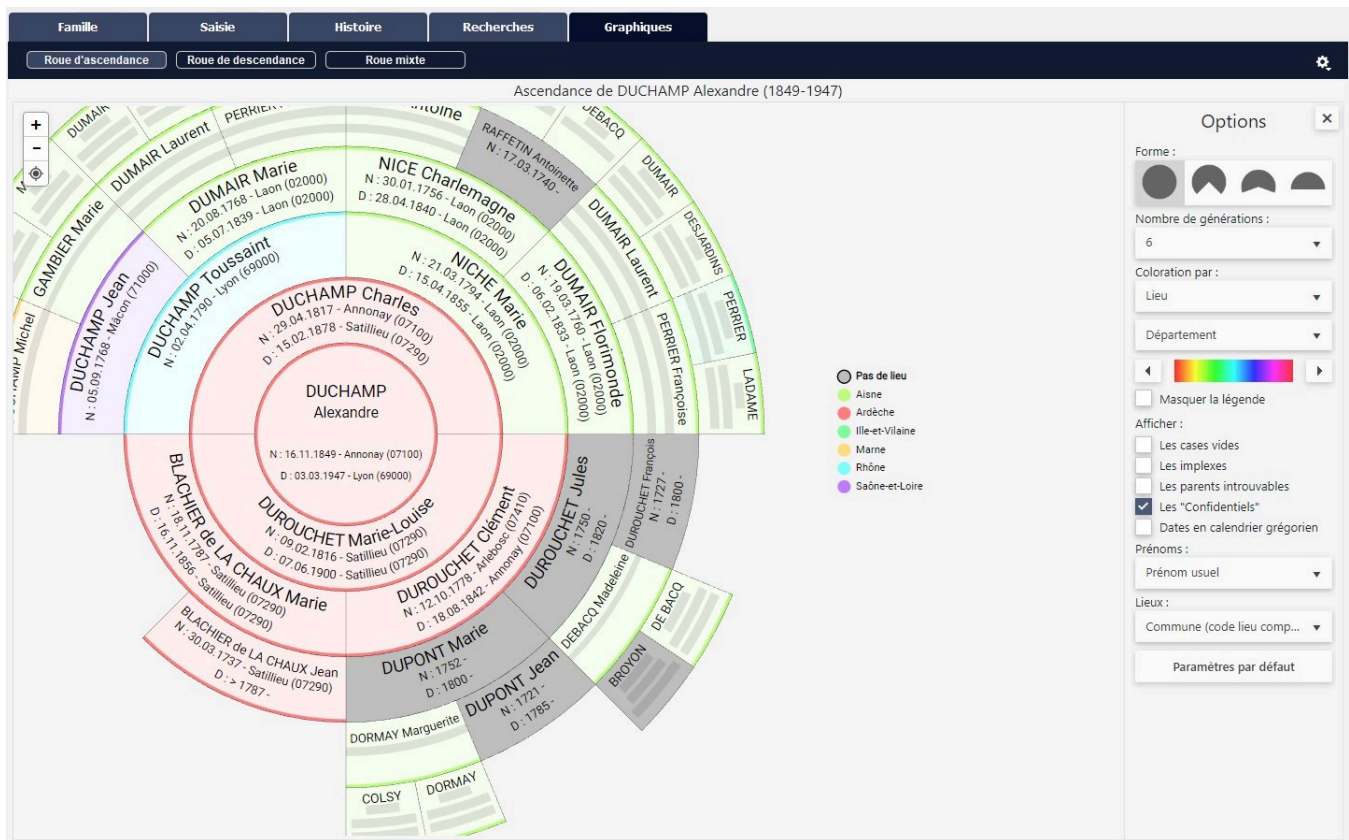 Famille
Saisie
Histoire
Recherches
Graphiques
Roue d'ascendance
Roue de descendance
Roue mixte
Ascendance de DUCHAMP Alexandre (1849-1947)
+
-
DUMAIR
DUMAIR Laurent
PERRIER
DEBACQ
RAFFETIN Antoinette
N : 17.03.1740 -
DUMAIR
DESJARDINS
PERRIER
LADAME
DUMAIR Laurent
PERRIER Française
GAMBIER Marie
DUMAIR Marie
N : 20.08.1768 - Laon (02000)
D : 05.07.1839 - Laon (02000)
NICE Charlemagne
N : 30.01.1756 - Laon (02000)
D : 28.04.1840 - Laon (02000)
DUMAIR Florimonde
N : 19.03.1760 - Laon (02000)
D : 06.02.1833 - Laon (02000)
DUCHAMP Jean
N : 05.09.1768 - Mâcon (71000)
DUCHAMP Toussaint
N : 02.04.1790 - Lyon (69000)
NICHE Marie
N : 21.03.1794 - Laon (02000)
D : 15.04.1855 - Laon (02000)
DUCHAMP Charles
N : 29.04.1817 - Annonay (07100)
D : 15.02.1878 - Satillieu (07290)
DUCHAMP
Alexandre
N : 16.11.1849 - Annonay (07100)
D : 03.03.1947 - Lyon (69000)
DUROUCHET Marie-Louise
N : 09.02.1816 - Satillieu (07290)
D : 07.06.1900 - Satillieu (07290)
BLACHIER de LA CHAUX Marie
N : 18.11.1787 - Satillieu (07290)
D : 16.11.1856 - Satillieu (07290)
DUROUCHET Clément
N : 12.10.1778 - Arlebosc (07410)
D : 18.08.1842 - Annonay (07100)
BLACHIER de LA CHAUX Jean
N : 30.03.1737 - Satillieu (07290)
D : > 1787 -
DUPONT Marie
N : 1752 -
D : 1800 -
DUROUCHET Jules
N : 1750 -
D : 1820 -
DUROUCHET François
N : 1727 -
D : 1800 -
DEBACQ Madeleine
DUPONT Jean
N : 1721 -
D : 1785 -
DORMAY Marguerite
DE BACQ
BROYON
COLSY
DORMAY
Pas de lieu
Aisne
Ardèche
Ille-et-Vilaine
Marne
Rhône
Saône-et-Loire
Options
×
Forme :
Nombre de générations :
6
Coloration par :
Lieu
Département
Masquer la légende
Afficher :
Les cases vides
Les implexes
Les parents introuvables
Les "Confidentiels"
Dates en calendrier grégorien
Prénoms :
Prénom usuel
Lieux :
Commune (code lieu comp...
Paramètres par défaut